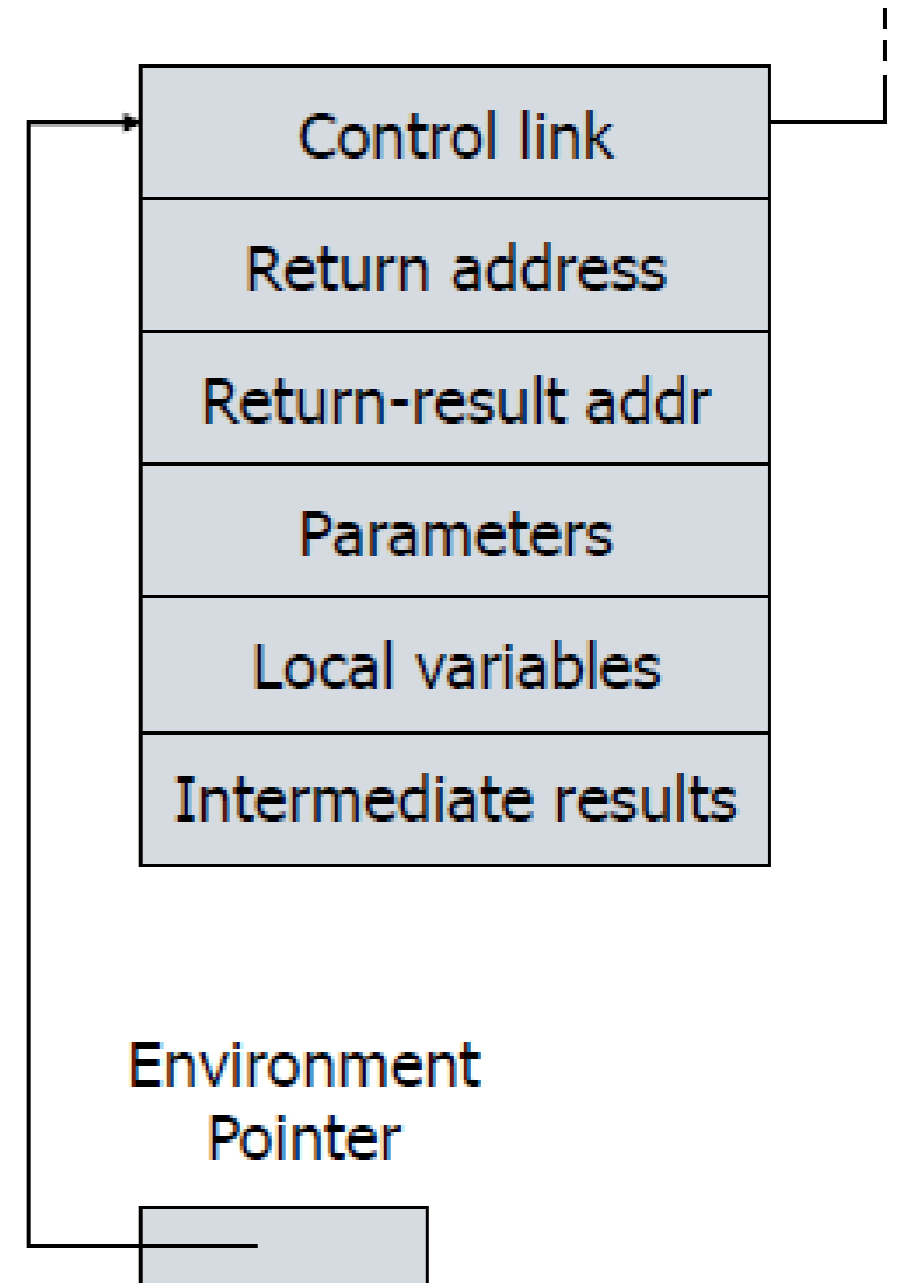 Control link
Return address
Return-result addr
Parameters
Local variables
Intermediate results
Environment
Pointer